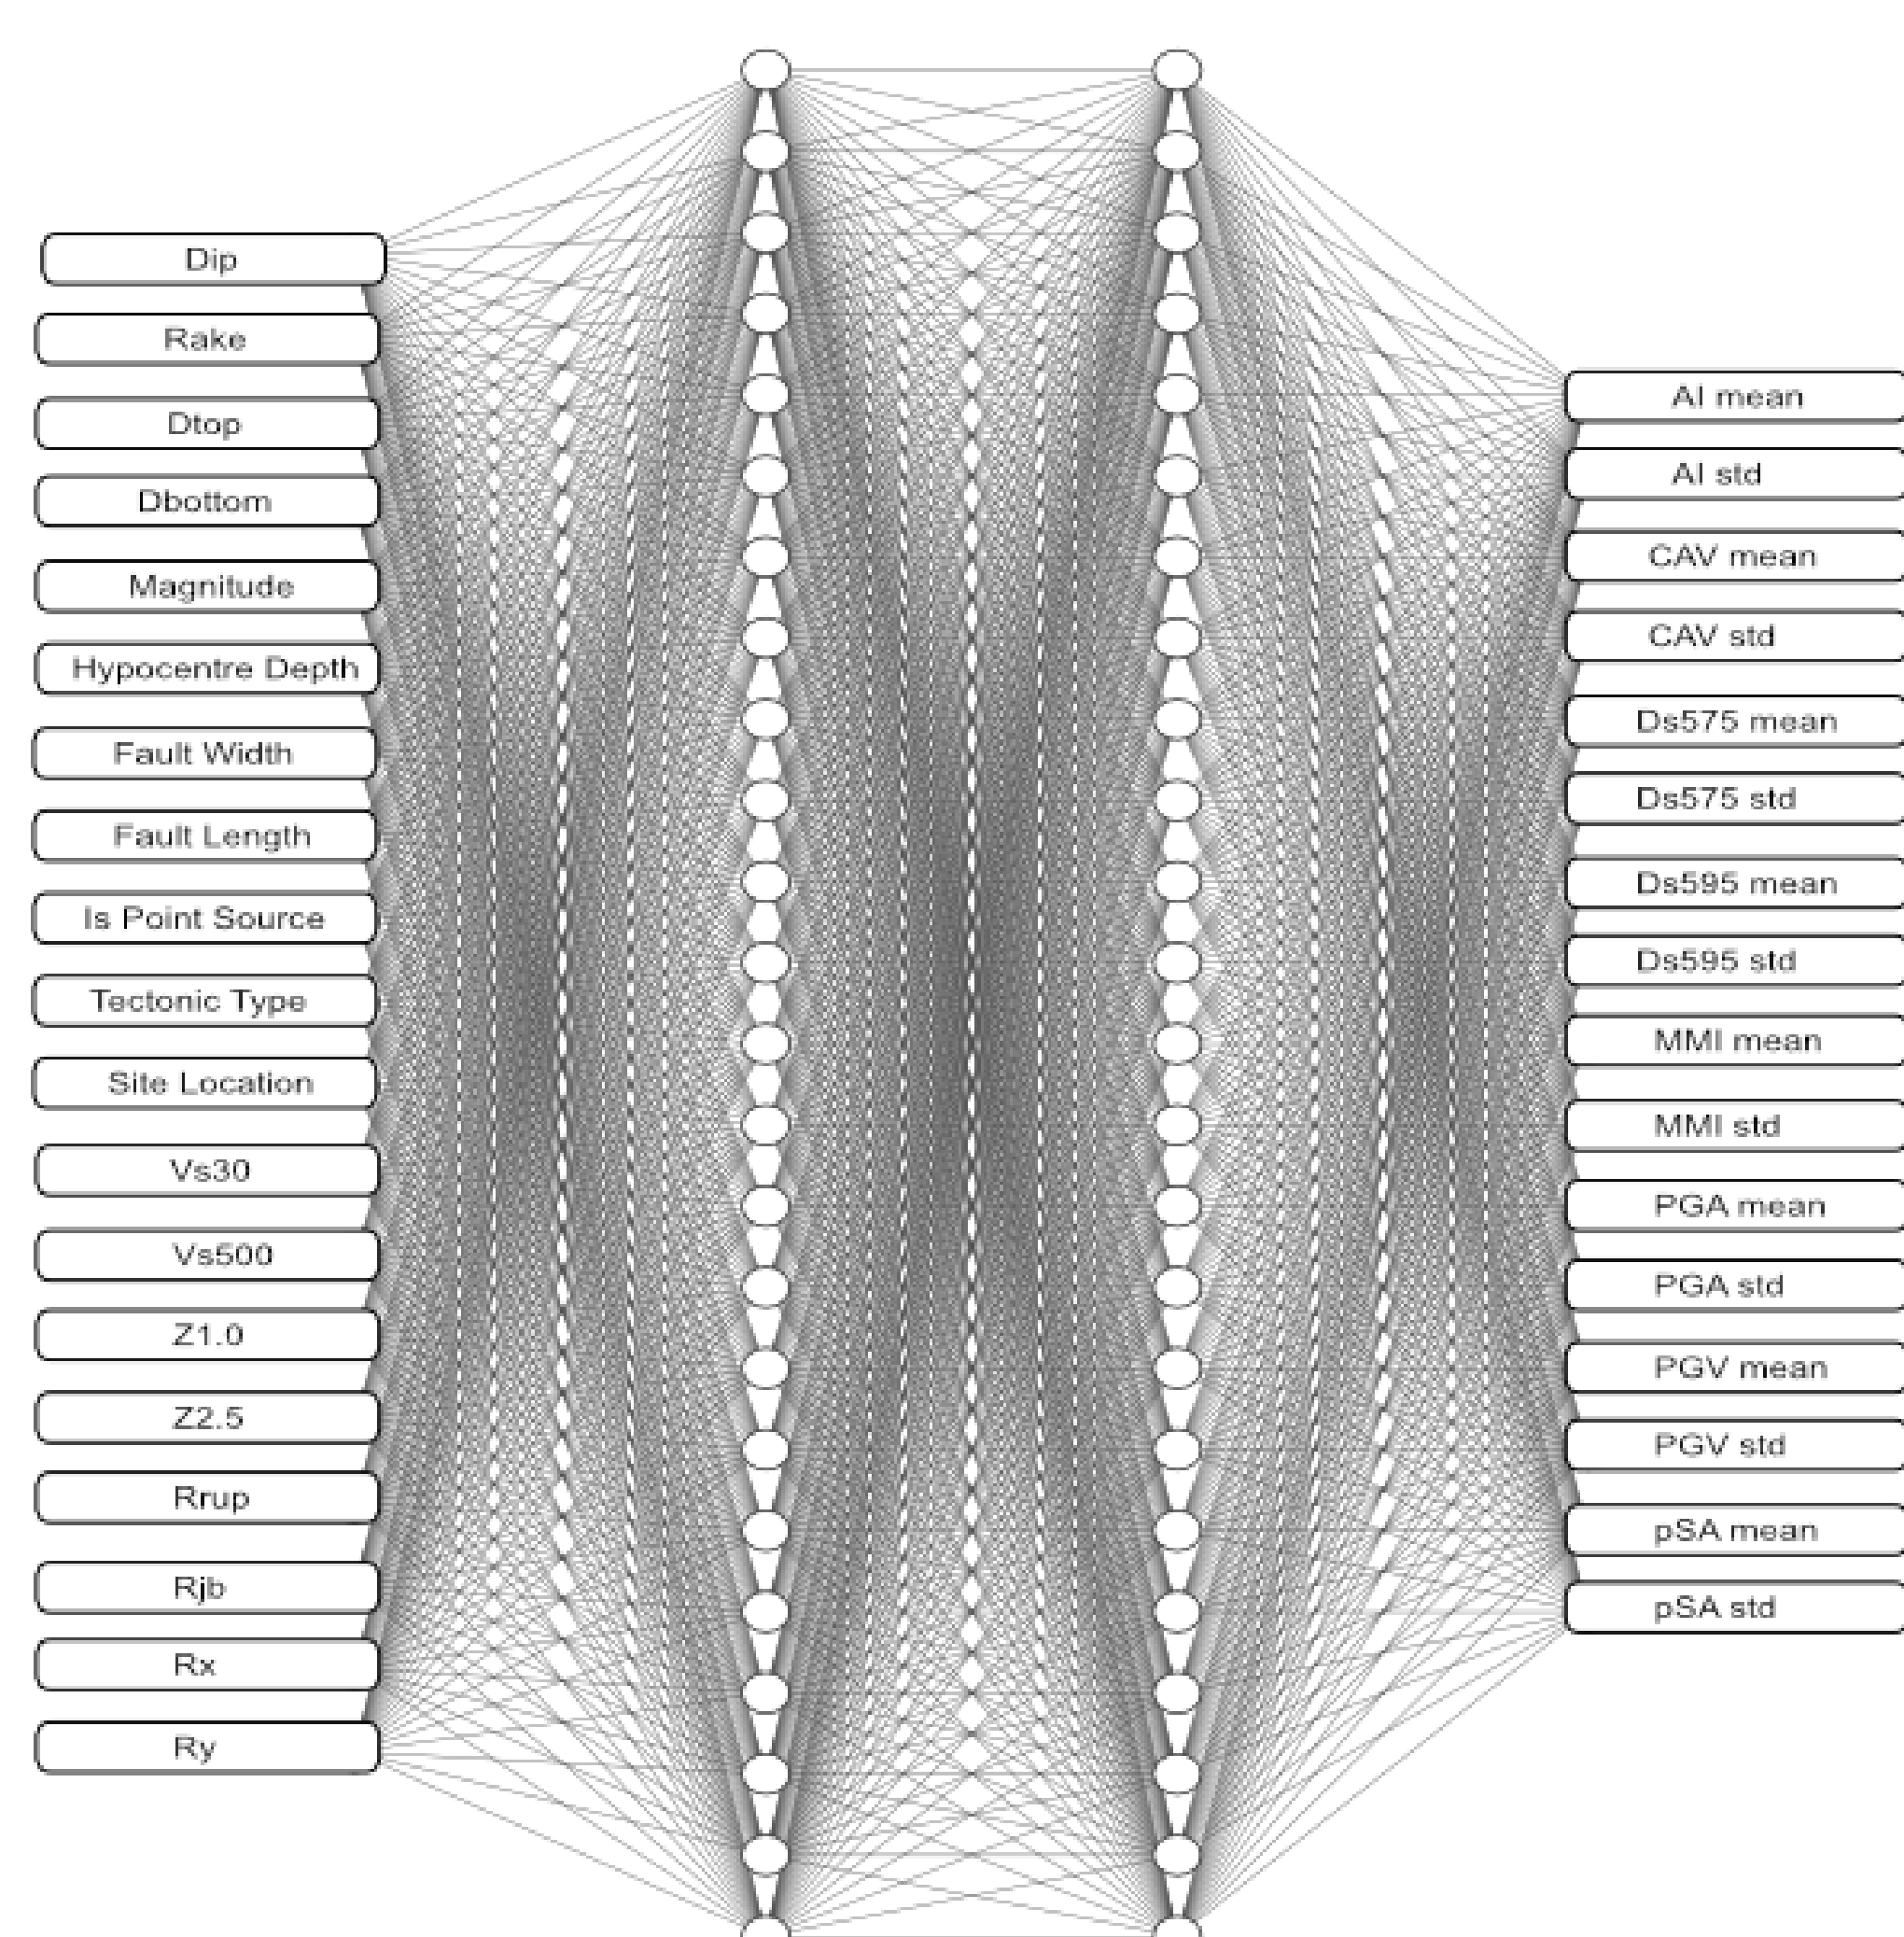 Dip
Rake
Dtop
Dbottom
Magnitude
Hypocentre Depth
Fault Width
Fault Length
Is Point Source
Tectonic Type
Site Location
Vs30
Vs500
Z1.0
Z2.5
Rrup
Rjb
Rx
Ry
AI mean
AI std
CAV mean
CAV std
Ds575 mean
Ds575 std
Ds595 mean
Ds595 std
MMI mean
MMI std
PGA mean
PGA std
PGV mean
PGV std
pSA mean
pSA std